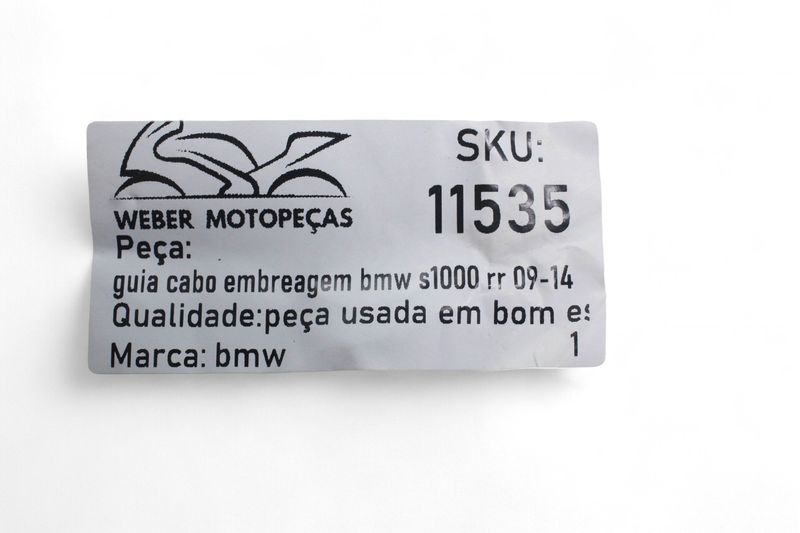 SKU:
11535
WEBER MOTOPEÇAS
Peça:
guia cabo embreagem bmw s1000 rr 09-14
Qualidade:peça usada em bom
Marca: bmw
1